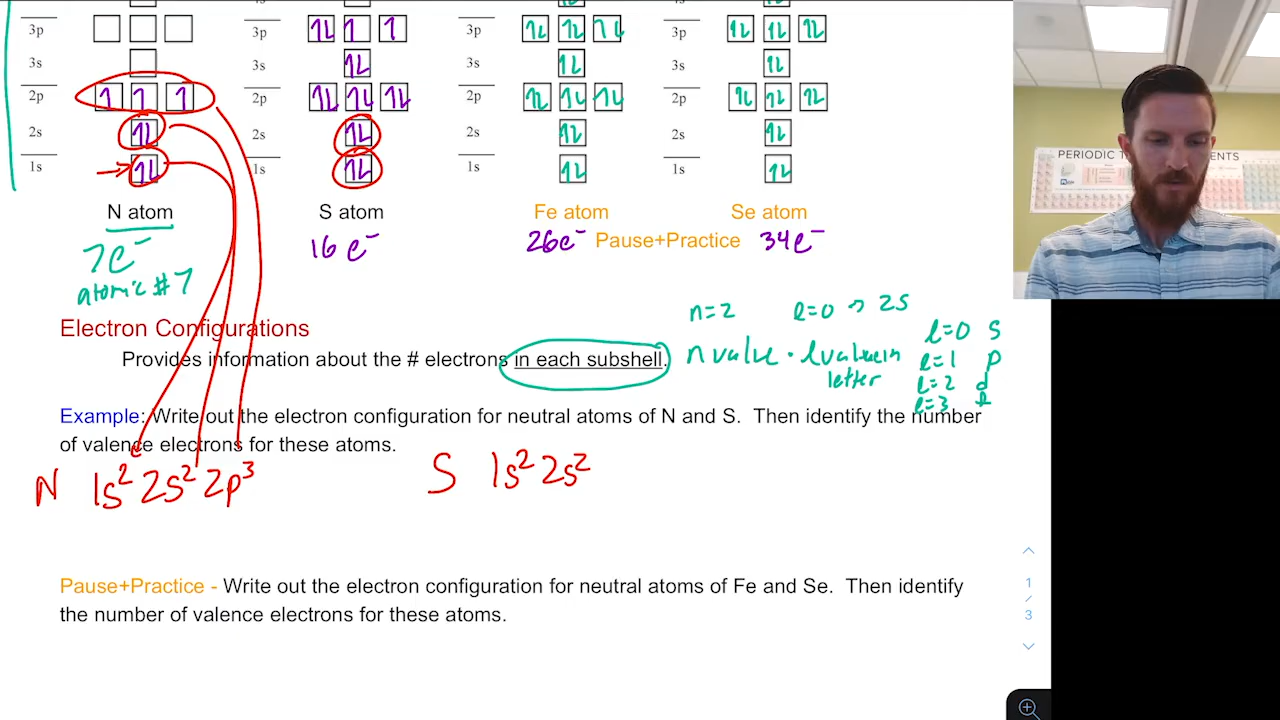 3p 3p 3p 3p
3s 3s 3s 3s
2p 2p 2p 2p
2s 2s 2s 2s
1s 1s 1s 1s
PERIODIC T
N atom S atom Fe atom Se atom
7e⁻ 16 e⁻ 26e⁻ Pause+Practice 34e⁻
atomic #7
n=2 l=0 → 2s
Electron Configurations
l=0 s
Provides information about the # electrons in each subshell. n value · l value in
letter
l=1 p
l=2 d
l=3 f
Example: Write out the electron configuration for neutral atoms of N and S. Then identify the number
of valence electrons for these atoms.
N 1s² 2s² 2p³ S 1s² 2s²
Pause+Practice - Write out the electron configuration for neutral atoms of Fe and Se. Then identify
the number of valence electrons for these atoms.
1
/
3